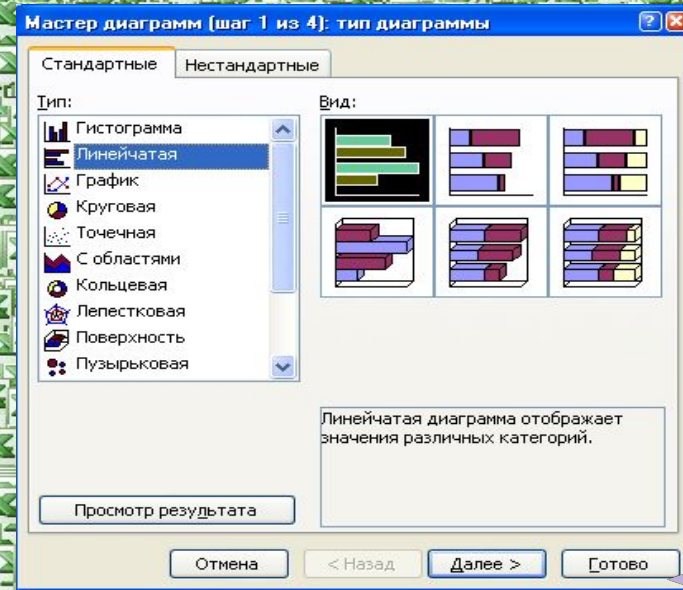 Мастер диаграмм (шаг 1 из 4): тип диаграммы
Стандартные
Нестандартные
Тип:
Гистограмма
Линейчатая
График
Круговая
Точечная
С областями
Кольцевая
Лепестковая
Поверхность
Пузырьковая
Вид:
Линейчатая диаграмма отображает
значения различных категорий.
Просмотр результата
Отмена
< Назад
Далее >
Готово